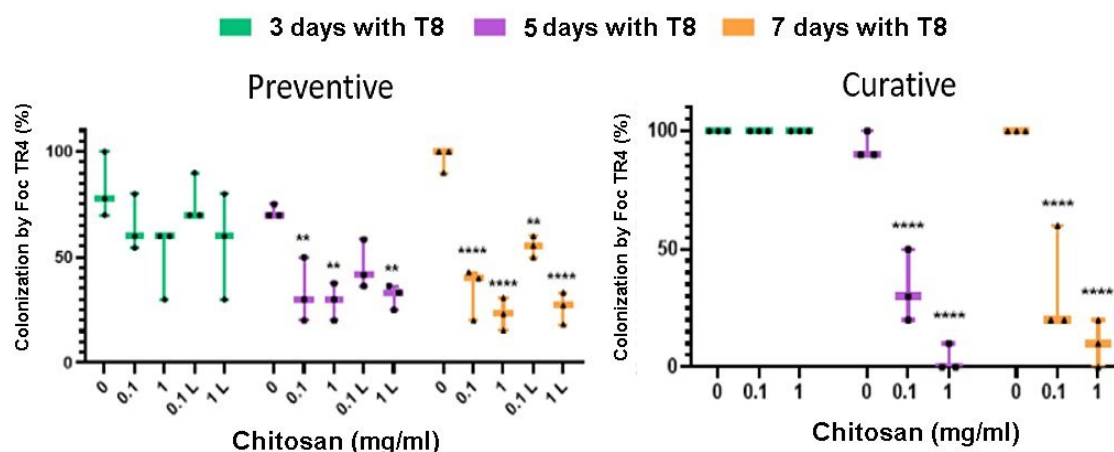 3 days with T8 5 days with T8 7 days with T8
Preventive
Colonization by Foc TR4 (%)
100
50
0
** ** ** **** **** ** ****
0 0.1 1 0.1 L 1 L 0 0.1 1 0.1 L 1 L 0 0.1 1 0.1 L 1 L
Chitosan (mg/ml)
Curative
Colonization by Foc TR4 (%)
100
50
0
**** **** **** ****
0 0.1 1 0 0.1 1 0 0.1 1
Chitosan (mg/ml)